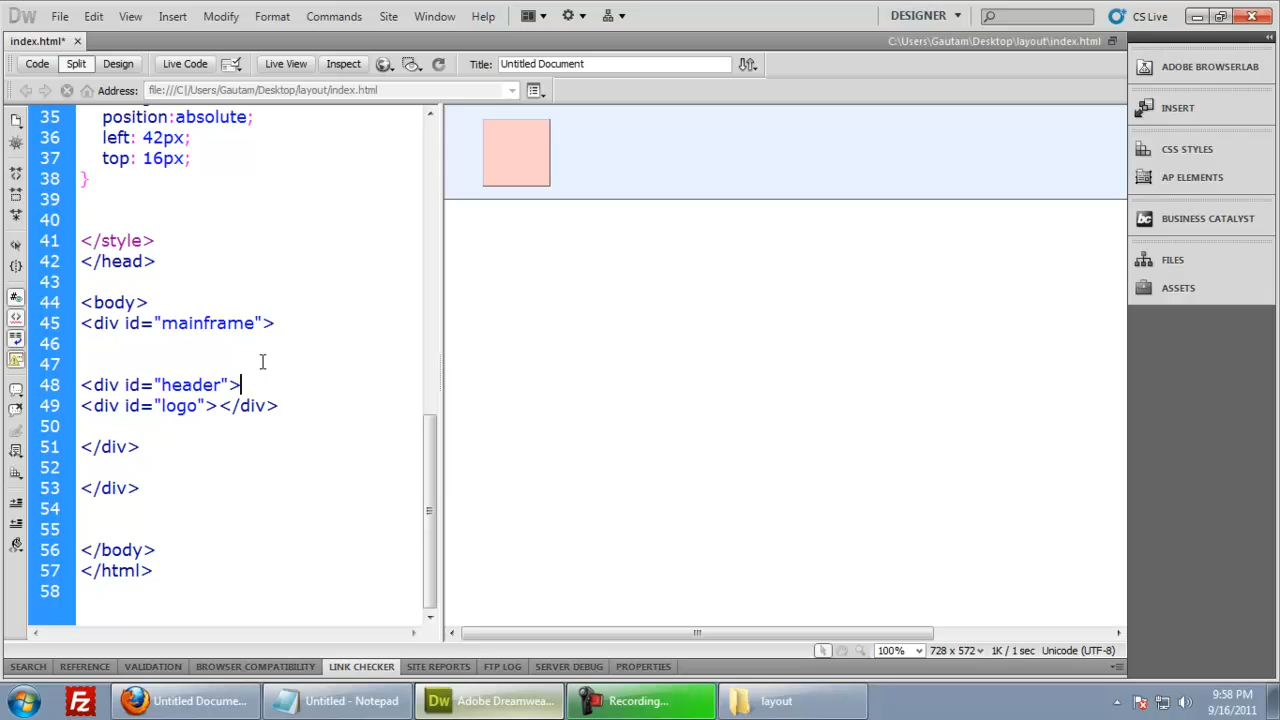 Dw File Edit View Insert Modify Format Commands Site Window Help DESIGNER CS Live
index.html* C:\Users\Gautam\Desktop\layout\index.html
Code Split Design Live Code Live View Inspect Title: Untitled Document
Address: file:///C|/Users/Gautam/Desktop/layout/index.html
35 position:absolute;
36 left: 42px;
37 top: 16px;
38 }
39
40
41 </style>
42 </head>
43
44 <body>
45 <div id="mainframe">
46
47
48 <div id="header">
49 <div id="logo"></div>
50
51 </div>
52
53 </div>
54
55
56 </body>
57 </html>
58
ADOBE BROWSERLAB
INSERT
CSS STYLES
AP ELEMENTS
BUSINESS CATALYST
FILES
ASSETS
100% 728 x 572 1K / 1 sec Unicode (UTF-8)
SEARCH REFERENCE VALIDATION BROWSER COMPATIBILITY LINK CHECKER SITE REPORTS FTP LOG SERVER DEBUG PROPERTIES
Fz Untitled Docume... Untitled - Notepad Dw Adobe Dreamwea... Recording... layout 9:58 PM
9/16/2011